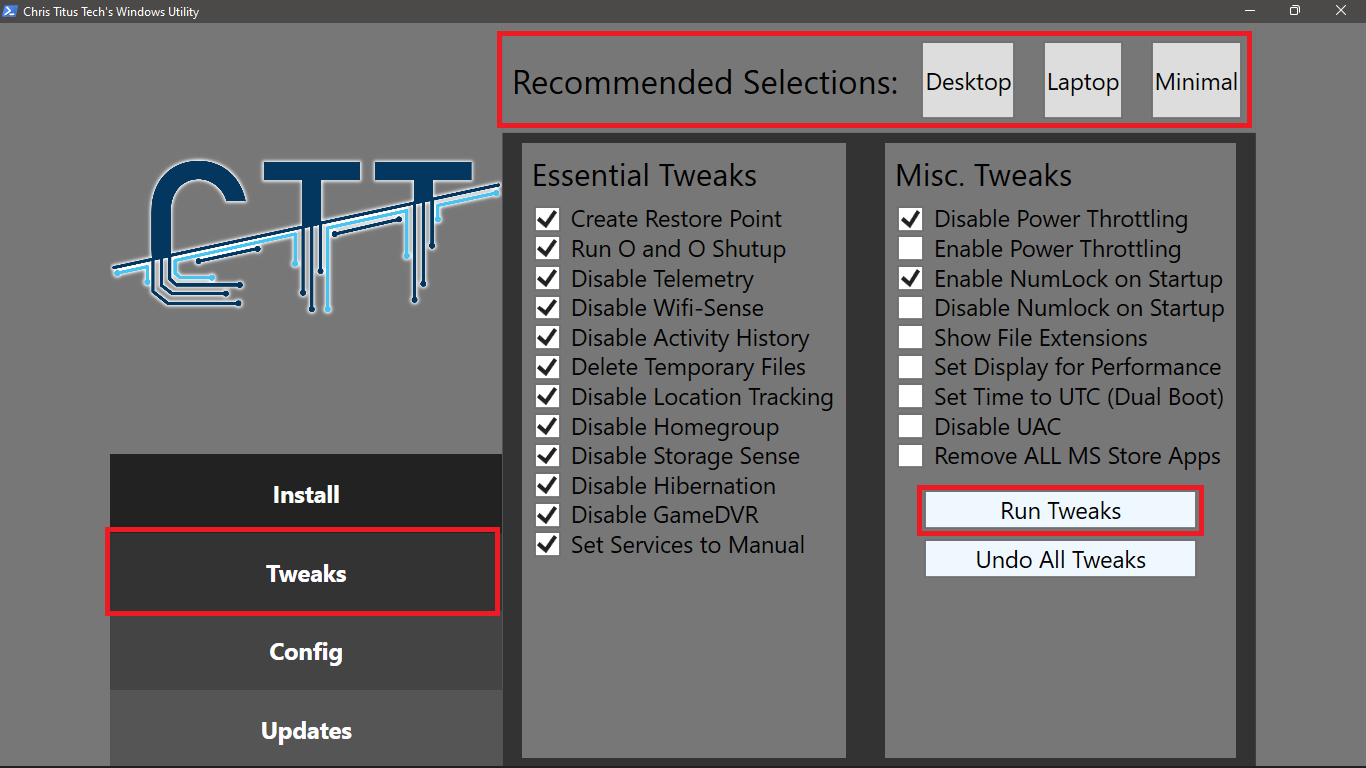 Chris Titus Tech's Windows Utility
Recommended Selections:
Desktop
Laptop
Minimal
CTT
Install
Tweaks
Config
Updates
Essential Tweaks
Create Restore Point
Run O and O Shutup
Disable Telemetry
Disable Wifi-Sense
Disable Activity History
Delete Temporary Files
Disable Location Tracking
Disable Homegroup
Disable Storage Sense
Disable Hibernation
Disable GameDVR
Set Services to Manual
Misc. Tweaks
Disable Power Throttling
Enable Power Throttling
Enable NumLock on Startup
Disable Numlock on Startup
Show File Extensions
Set Display for Performance
Set Time to UTC (Dual Boot)
Disable UAC
Remove ALL MS Store Apps
Run Tweaks
Undo All Tweaks